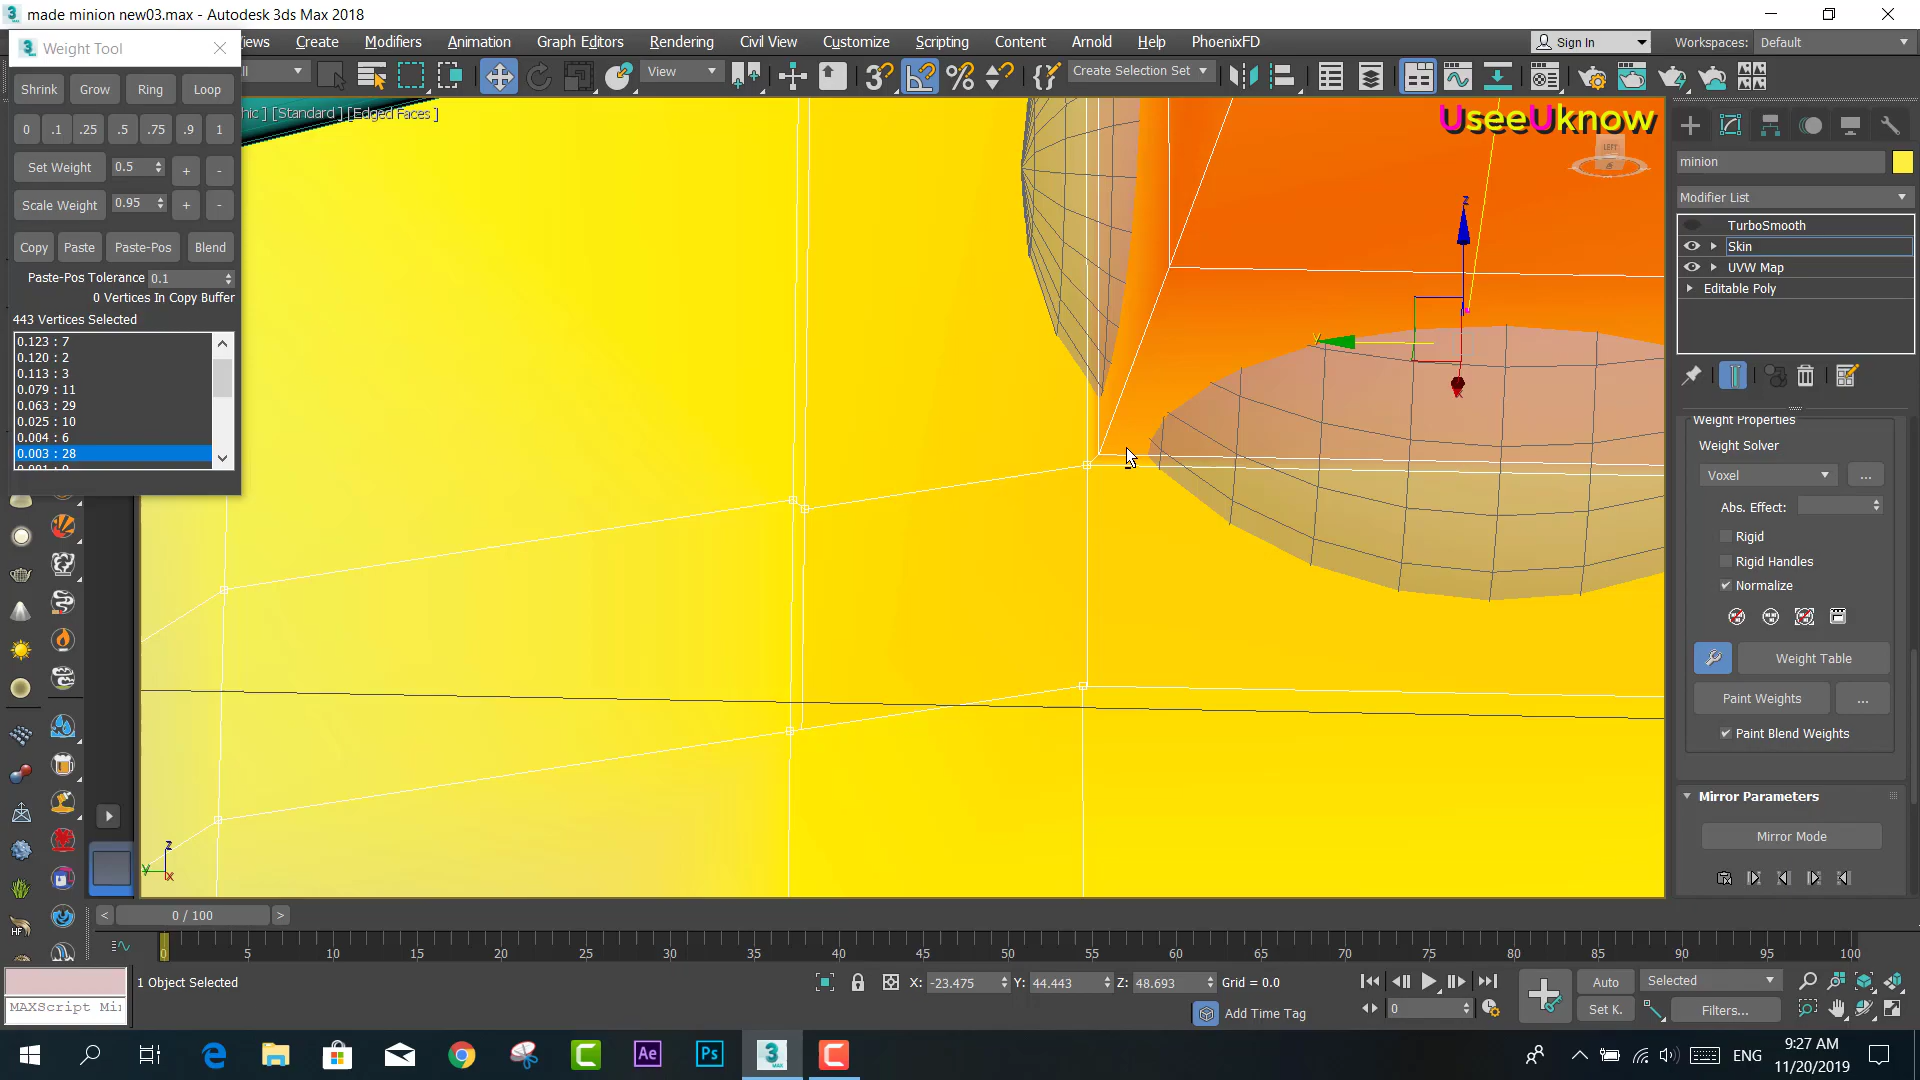 made minion new03.max - Autodesk 3ds Max 2018
Weight Tool
Create Modifiers Animation Graph Editors Rendering Civil View Customize Scripting Content Arnold Help PhoenixFD
Sign In
Workspaces: Default
View
Create Selection Set
[Standard ] [Edged Faces ]
UseeUknow
LEFT
Shrink Grow Ring Loop
0 .1 .25 .5 .75 .9 1
Set Weight 0.5 + -
Scale Weight 0.95 + -
Copy Paste Paste-Pos Blend
Paste-Pos Tolerance 0.1
0 Vertices In Copy Buffer
443 Vertices Selected
0.123 : 7
0.120 : 2
0.113 : 3
0.079 : 11
0.063 : 29
0.025 : 10
0.004 : 6
0.003 : 28
z
y
x
z
y
x
minion
Modifier List
TurboSmooth
Skin
UVW Map
Editable Poly
Weight Properties
Weight Solver
Voxel ...
Abs. Effect:
Rigid
Rigid Handles
Normalize
Weight Table
Paint Weights ...
Paint Blend Weights
Mirror Parameters
Mirror Mode
HF
< 0 / 100 >
0 5 10 15 20 25 30 35 40 45 50 55 60 65 70 75 80 85 90 95 100
MAXScript Mi
1 Object Selected
X: -23.475 Y: 44.443 Z: 48.693 Grid = 0.0
Add Time Tag
0
Auto Selected
Set K. Filters...
Ae Ps 3 MAX
ENG
9:27 AM
11/20/2019